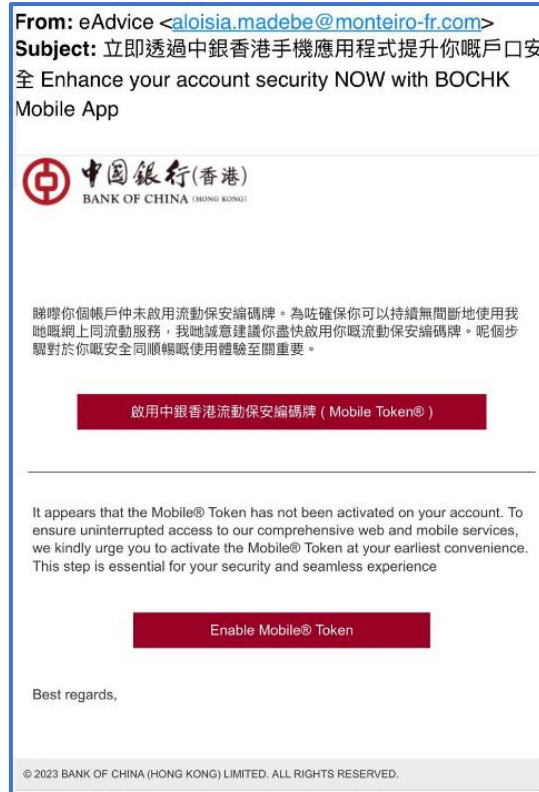 From: eAdvice <aloisia.madebe@monteiro-fr.com>
Subject: 立即透過中銀香港手機應用程式提升你嘅戶口安
全 Enhance your account security NOW with BOCHK
Mobile App
中國銀行(香港)
BANK OF CHINA (HONG KONG)
睇嚟你個帳戶仲未啟用流動保安編碼牌。為咗確保你可以持續無間斷地使用我
哋嘅網上同流動服務，我哋誠意建議你盡快啟用你嘅流動保安編碼牌。呢個步
驟對於你嘅安全同順暢嘅使用體驗至關重要。
啟用中銀香港流動保安編碼牌 ( Mobile Token® )
It appears that the Mobile® Token has not been activated on your account. To
ensure uninterrupted access to our comprehensive web and mobile services,
we kindly urge you to activate the Mobile® Token at your earliest convenience.
This step is essential for your security and seamless experience
Enable Mobile® Token
Best regards,
© 2023 BANK OF CHINA (HONG KONG) LIMITED. ALL RIGHTS RESERVED.